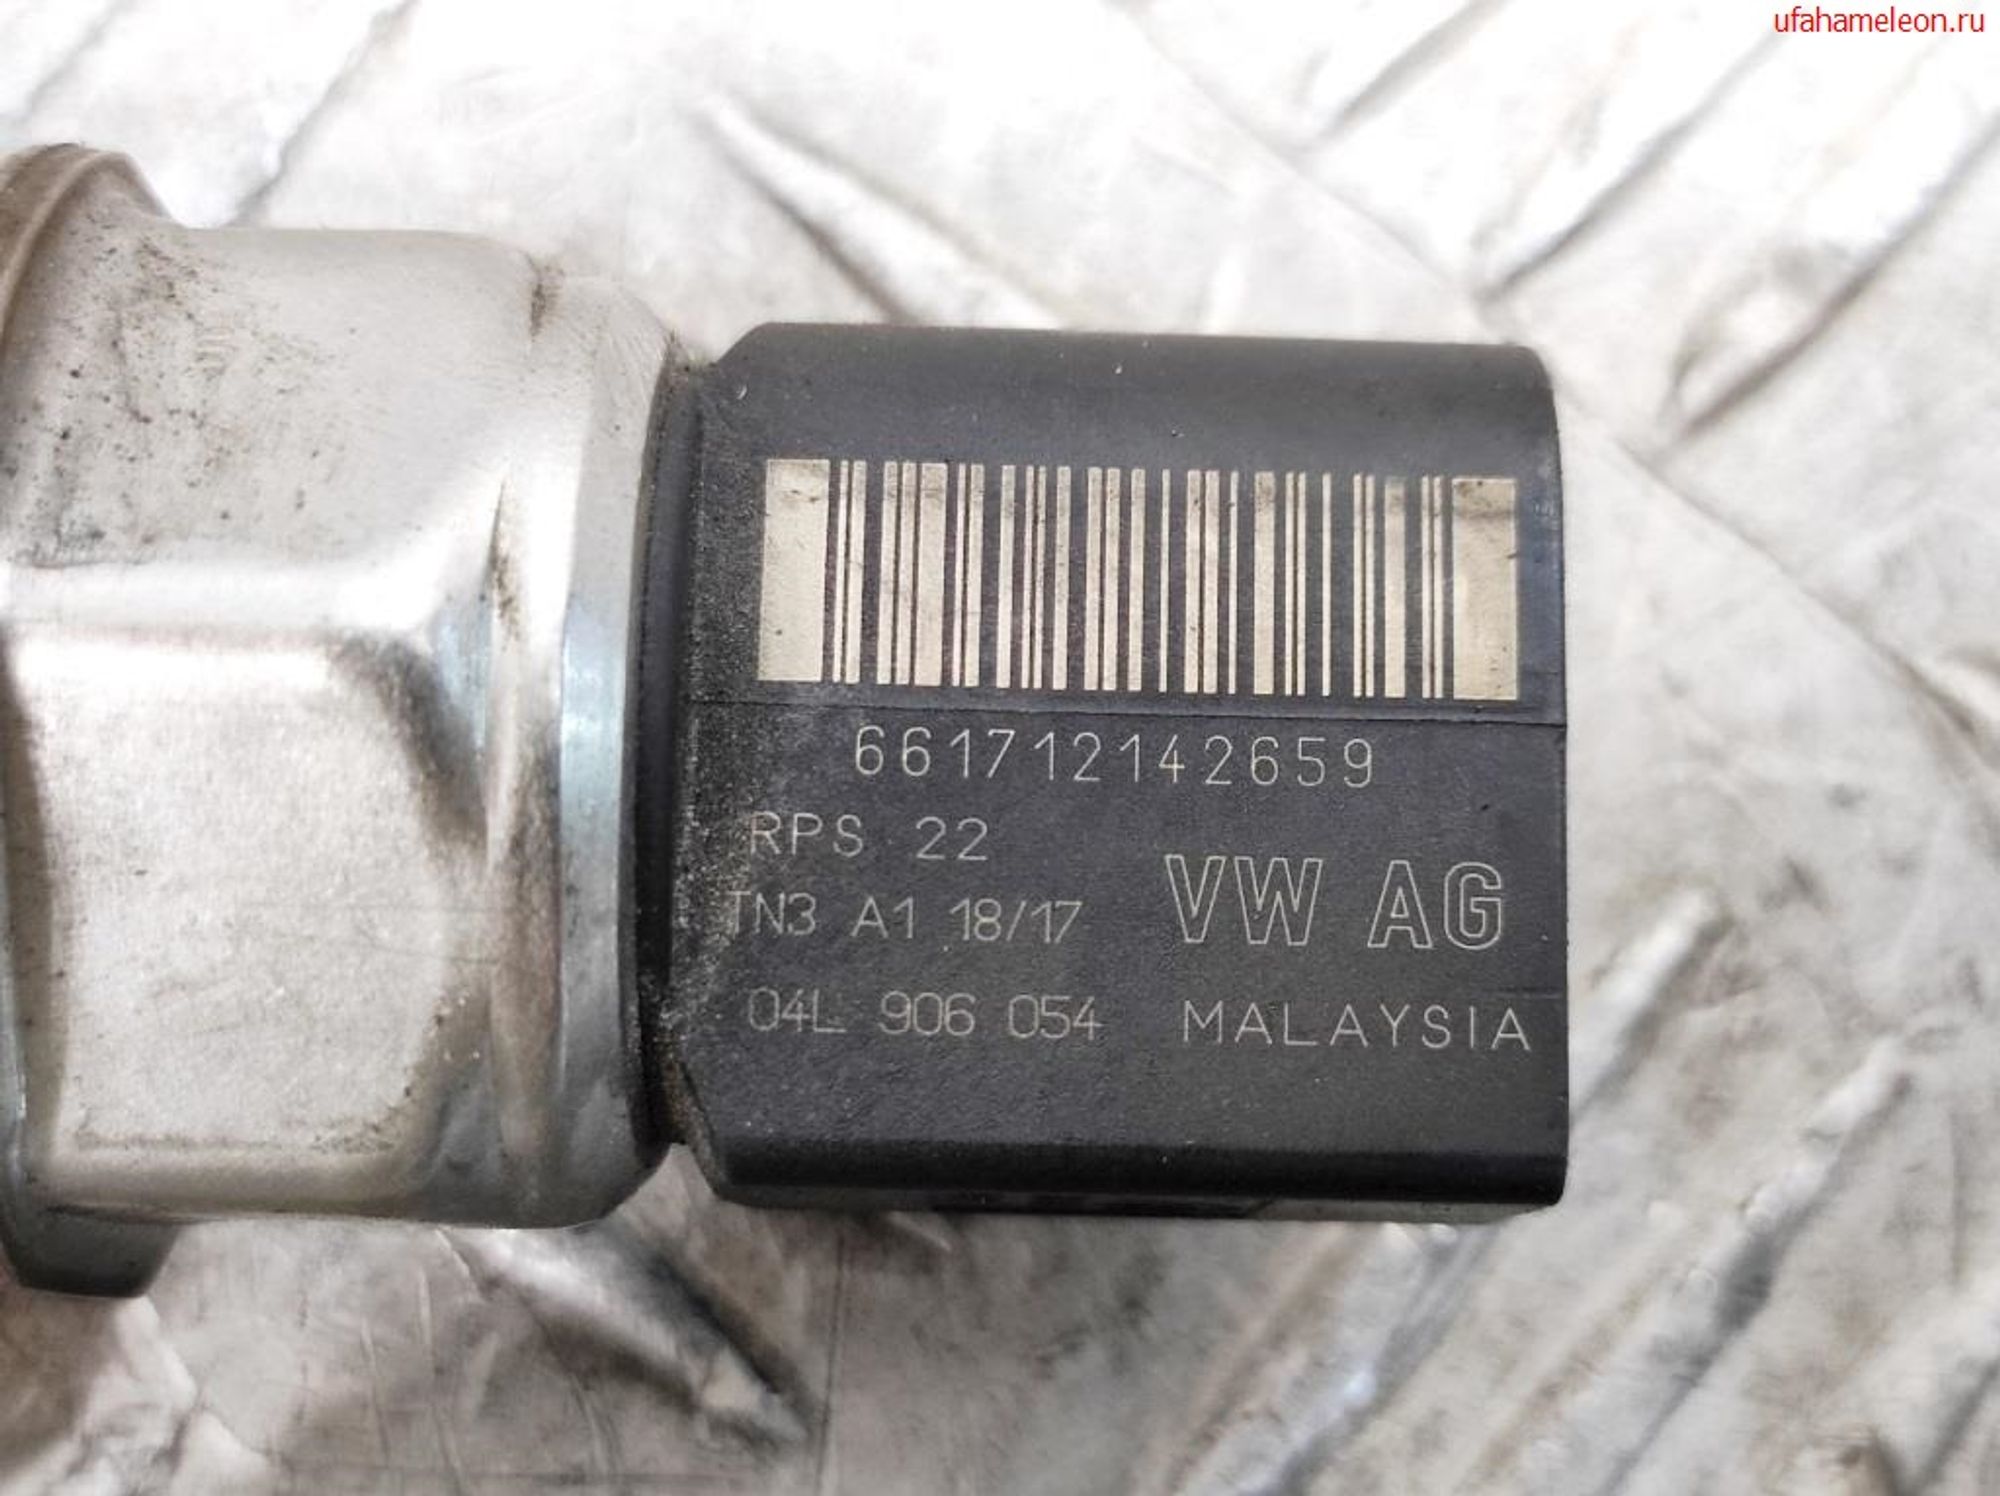 ufahameleon.ru
661712142659
RPS 22
TN3 A1 18/17
VW AG
04L 906 054
MALAYSIA